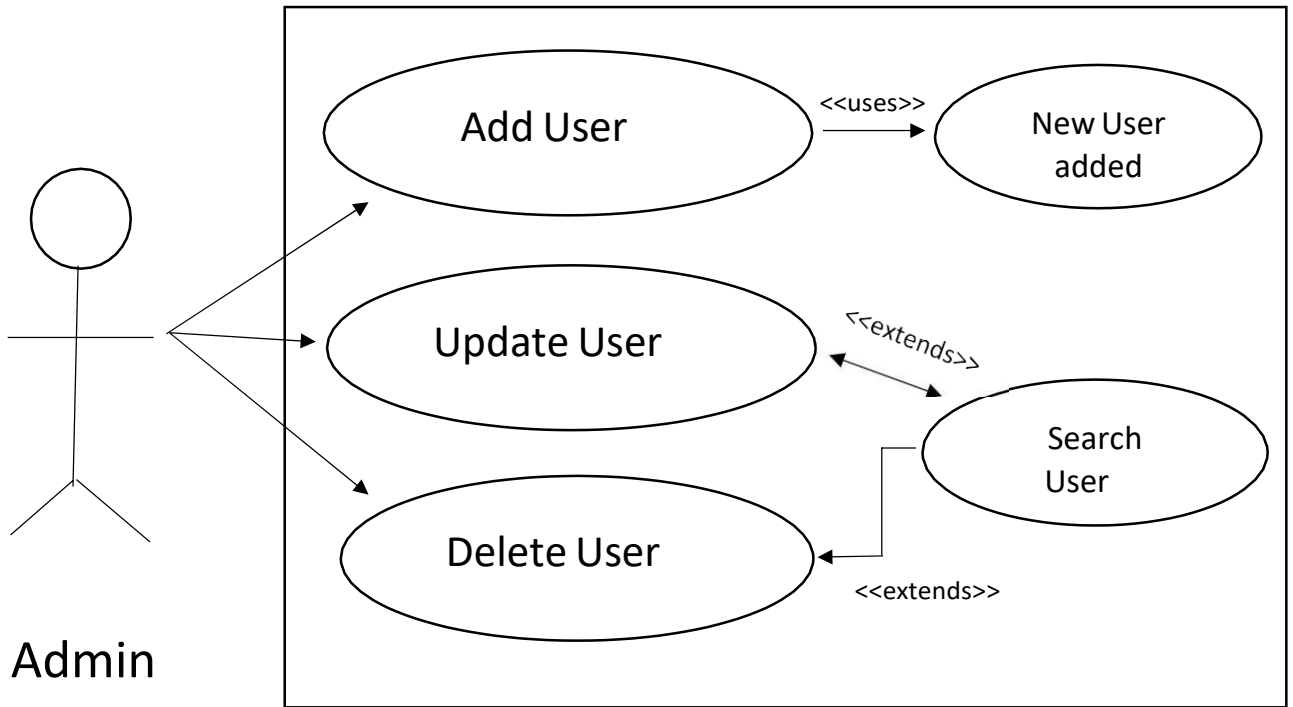 Add User
<<uses>>
New User
added
Update User
<<extends>>
Search
User
Delete User
<<extends>>
Admin